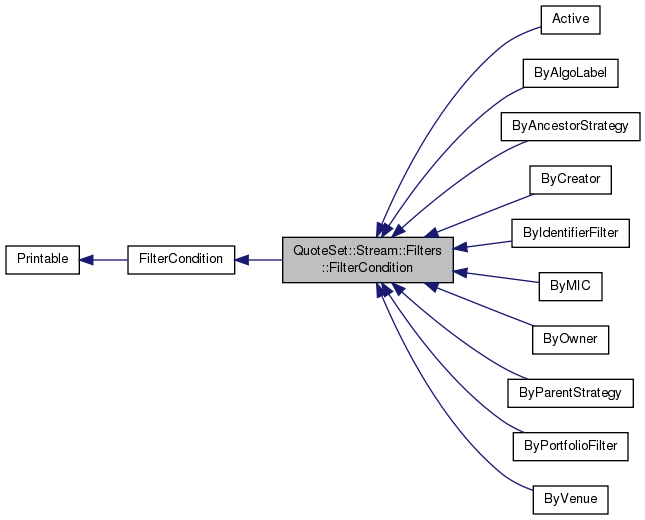 Printable
FilterCondition
QuoteSet::Stream::Filters
::FilterCondition
Active
ByAlgoLabel
ByAncestorStrategy
ByCreator
ByIdentifierFilter
ByMIC
ByOwner
ByParentStrategy
ByPortfolioFilter
ByVenue